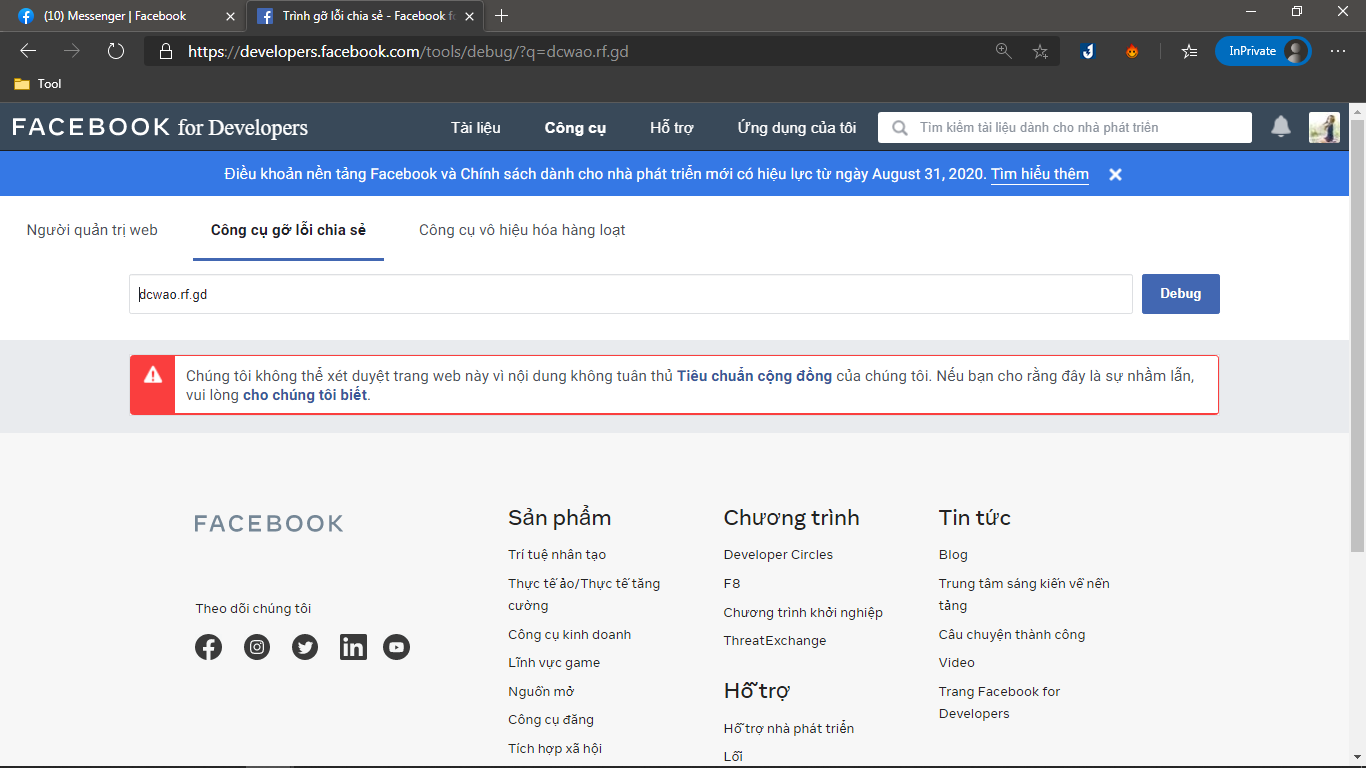 (10) Messenger | Facebook
Trình gỡ lỗi chia sẻ - Facebook fo
https://developers.facebook.com/tools/debug/?q=dcwao.rf.gd
InPrivate
Tool
FACEBOOK for Developers
Tài liệu
Công cụ
Hỗ trợ
Ứng dụng của tôi
Tìm kiếm tài liệu dành cho nhà phát triển
Điều khoản nền tảng Facebook và Chính sách dành cho nhà phát triển mới có hiệu lực từ ngày August 31, 2020. Tìm hiểu thêm
Người quản trị web
Công cụ gỡ lỗi chia sẻ
Công cụ vô hiệu hóa hàng loạt
dcwao.rf.gd
Debug
Chúng tôi không thể xét duyệt trang web này vì nội dung không tuân thủ Tiêu chuẩn cộng đồng của chúng tôi. Nếu bạn cho rằng đây là sự nhầm lẫn,
vui lòng cho chúng tôi biết.
FACEBOOK
Theo dõi chúng tôi
Sản phẩm
Trí tuệ nhân tạo
Thực tế ảo/Thực tế tăng
cường
Công cụ kinh doanh
Lĩnh vực game
Nguồn mở
Công cụ đăng
Tích hợp xã hội
Chương trình
Developer Circles
F8
Chương trình khởi nghiệp
ThreatExchange
Hỗ trợ
Hỗ trợ nhà phát triển
Lỗi
Tin tức
Blog
Trung tâm sáng kiến về nền
tảng
Câu chuyện thành công
Video
Trang Facebook for
Developers